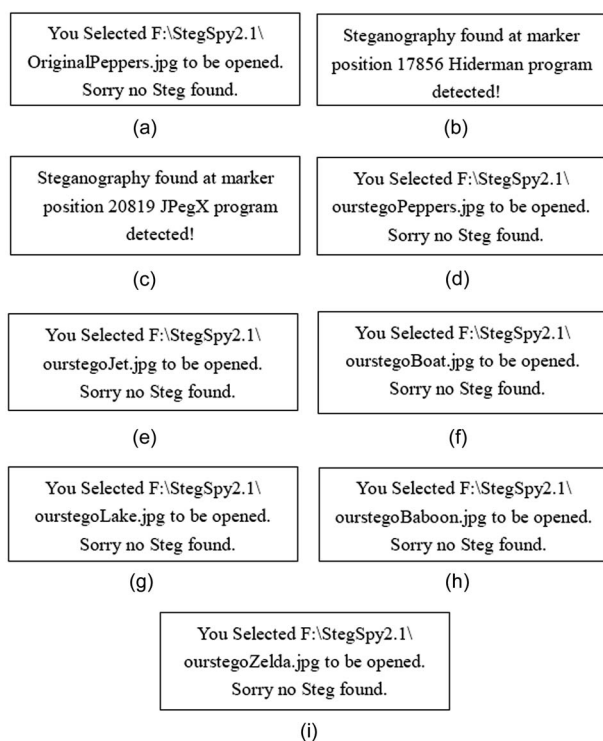 You Selected F:\StegSpy2.1\
OriginalPeppers.jpg to be opened.
Sorry no Steg found.
(a)
Steganography found at marker
position 17856 Hiderman program
detected!
(b)
Steganography found at marker
position 20819 JPegX program
detected!
(c)
You Selected F:\StegSpy2.1\
ourstegoPeppers.jpg to be opened.
Sorry no Steg found.
(d)
You Selected F:\StegSpy2.1\
ourstegoJet.jpg to be opened.
Sorry no Steg found.
(e)
You Selected F:\StegSpy2.1\
ourstegoBoat.jpg to be opened.
Sorry no Steg found.
(f)
You Selected F:\StegSpy2.1\
ourstegoLake.jpg to be opened.
Sorry no Steg found.
(g)
You Selected F:\StegSpy2.1\
ourstegoBaboon.jpg to be opened.
Sorry no Steg found.
(h)
You Selected F:\StegSpy2.1\
ourstegoZelda.jpg to be opened.
Sorry no Steg found.
(i)